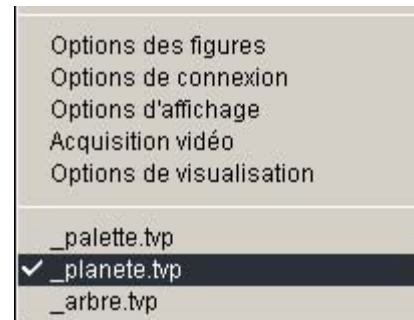 Options des figures
Options de connexion
Options d'affichage
Acquisition vidéo
Options de visualisation
_palette.tvp
_planete.tvp
_arbre.tvp